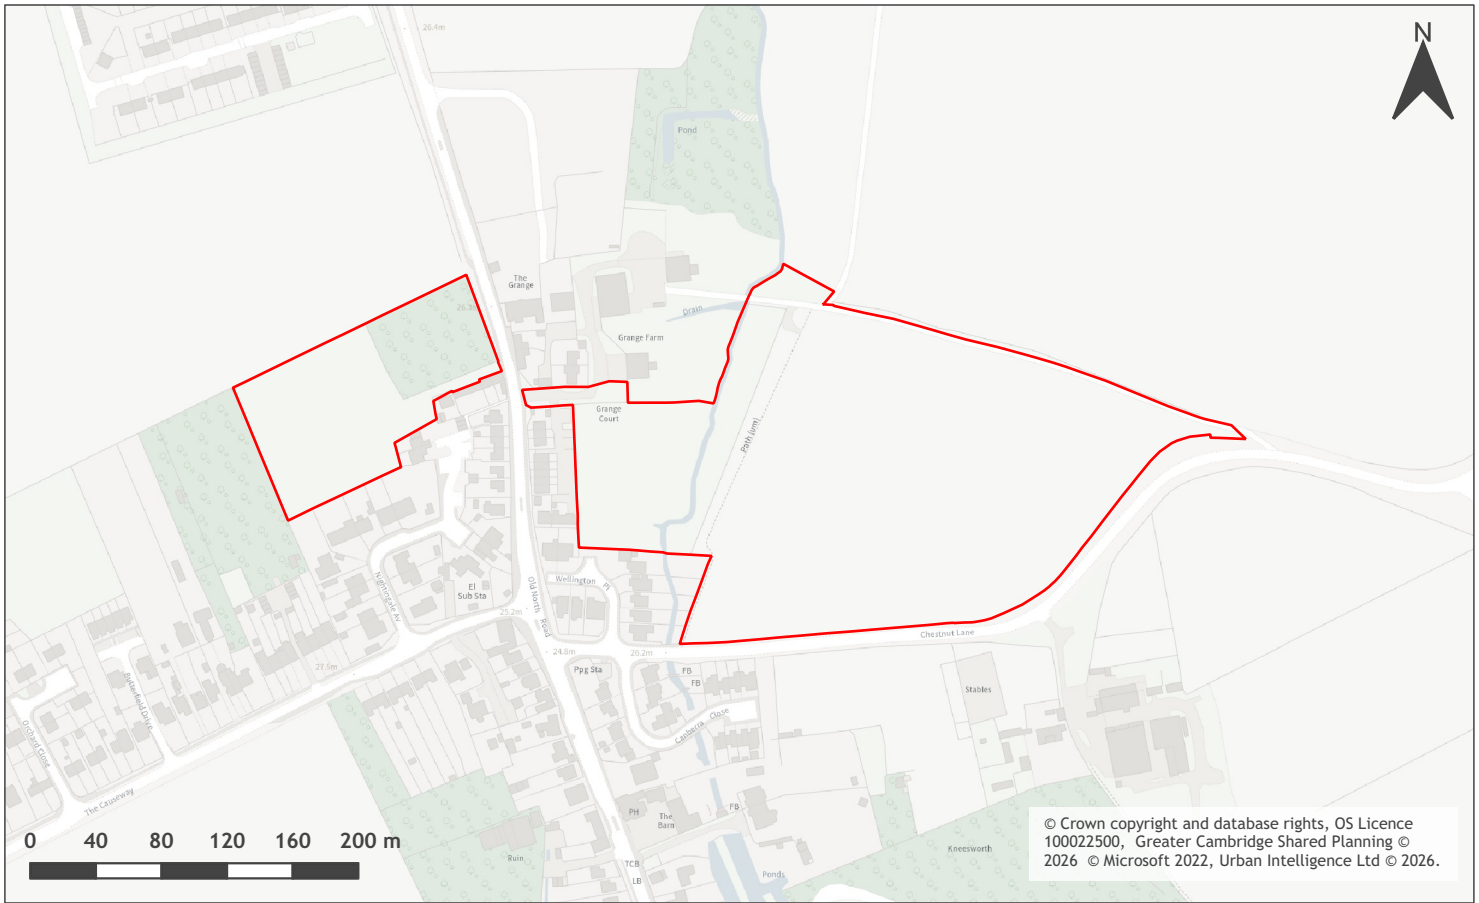 26.4m
N
Pond
The
Grange
26.3m
Drain
Grange Farm
Grange
Court
Path (um)
El
Sub Sta
Nightingale Av
25.2m
Old North
Road
Wellington
Pl
24.8m
26.2m
Chestnut Lane
27.5m
Ppg Sta
FB
FB
Stables
Butterfield Drive
Orchard Close
Canberra Close
The Causeway
PH
The
Barn
FB
Ruin
TCB
LB
Ponds
Kneesworth
0 40 80 120 160 200 m
© Crown copyright and database rights, OS Licence
100022500, Greater Cambridge Shared Planning ©
2026 © Microsoft 2022, Urban Intelligence Ltd © 2026.